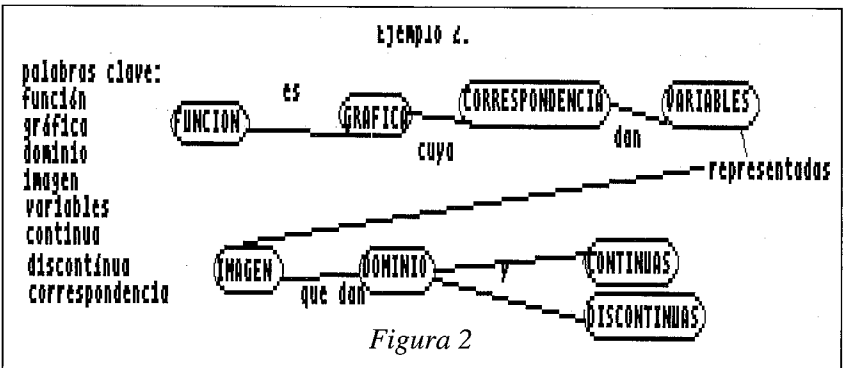 Ejemplo 2.
palabras clave:
función
gráfica
dominio
imagen
variables
continua
discontínua
correspondencia
FUNCION es GRAFICA cuya CORRESPONDENCIA dan VARIABLES
representadas
IMAGEN que dan DOMINIO y CONTINUAS
DISCONTINUAS
Figura 2